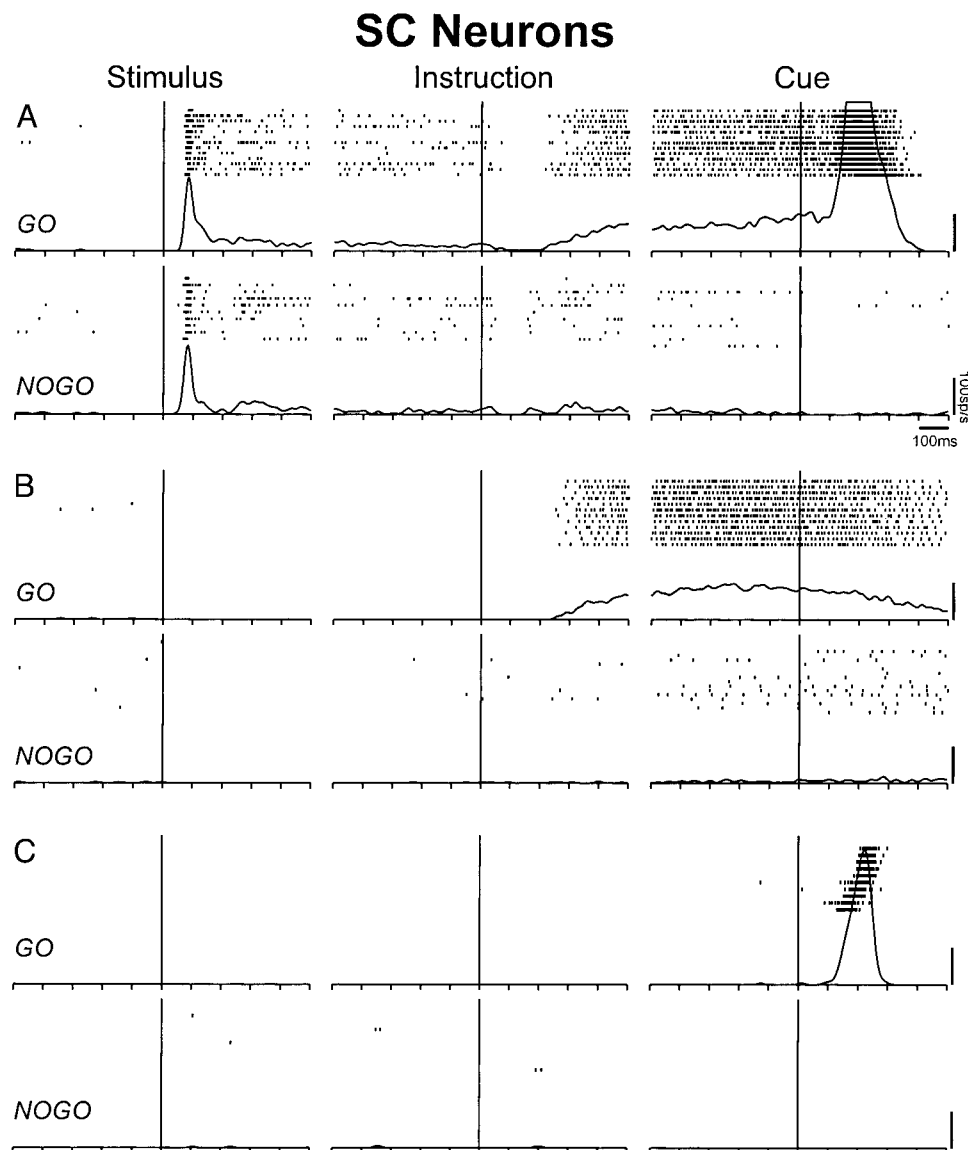 SC Neurons
Stimulus Instruction Cue
A
GO
NOGO
100sp/s
100ms
B
GO
NOGO
C
GO
NOGO